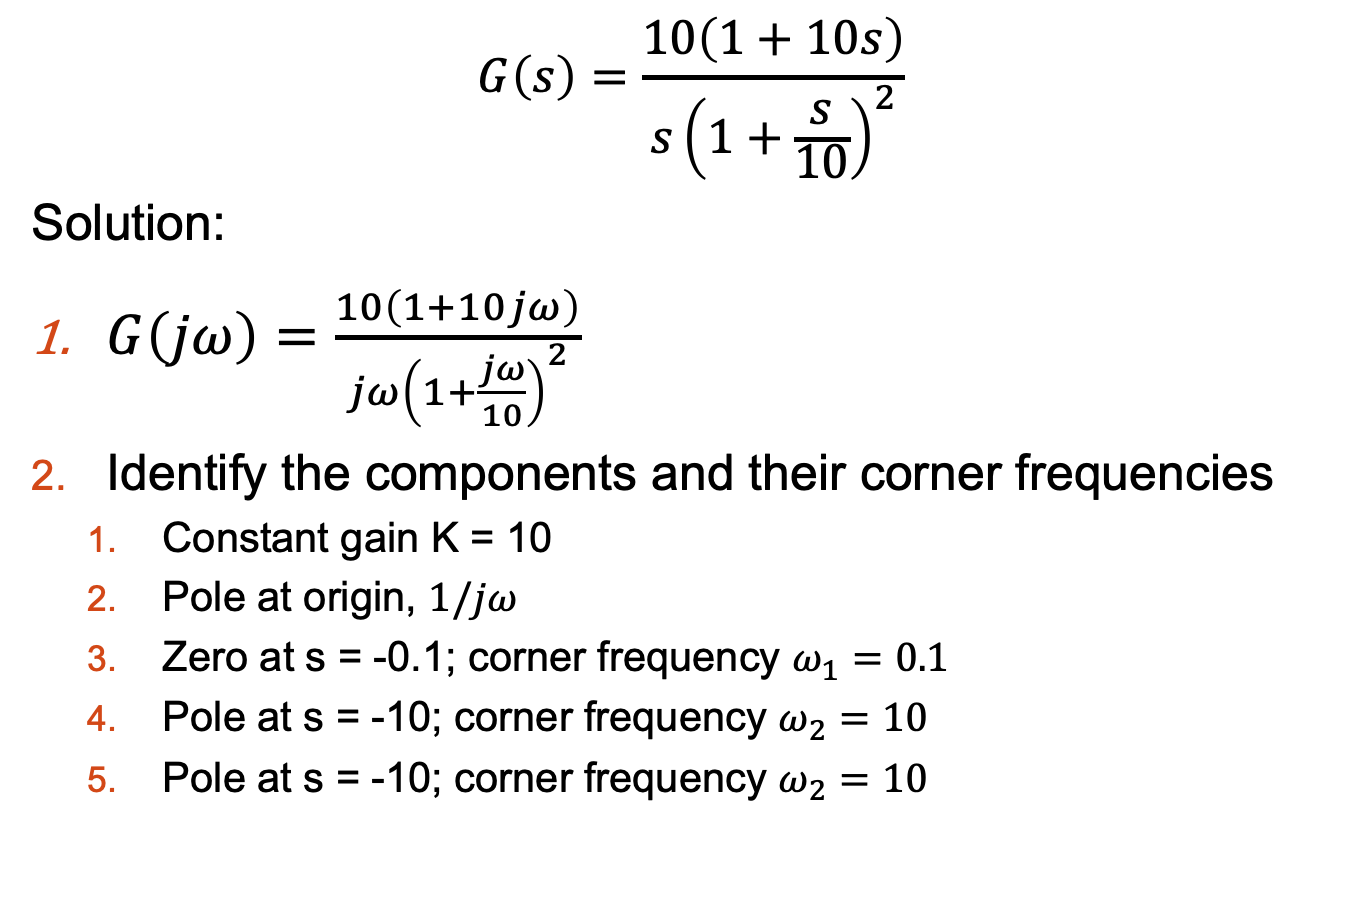 G(s) = 10(1 + 10s) / s(1 + s/10)²
Solution:
1. G(jω) = 10(1+10jω) / jω(1+jω/10)²
2. Identify the components and their corner frequencies
1. Constant gain K = 10
2. Pole at origin, 1/jω
3. Zero at s = -0.1; corner frequency ω₁ = 0.1
4. Pole at s = -10; corner frequency ω₂ = 10
5. Pole at s = -10; corner frequency ω₂ = 10